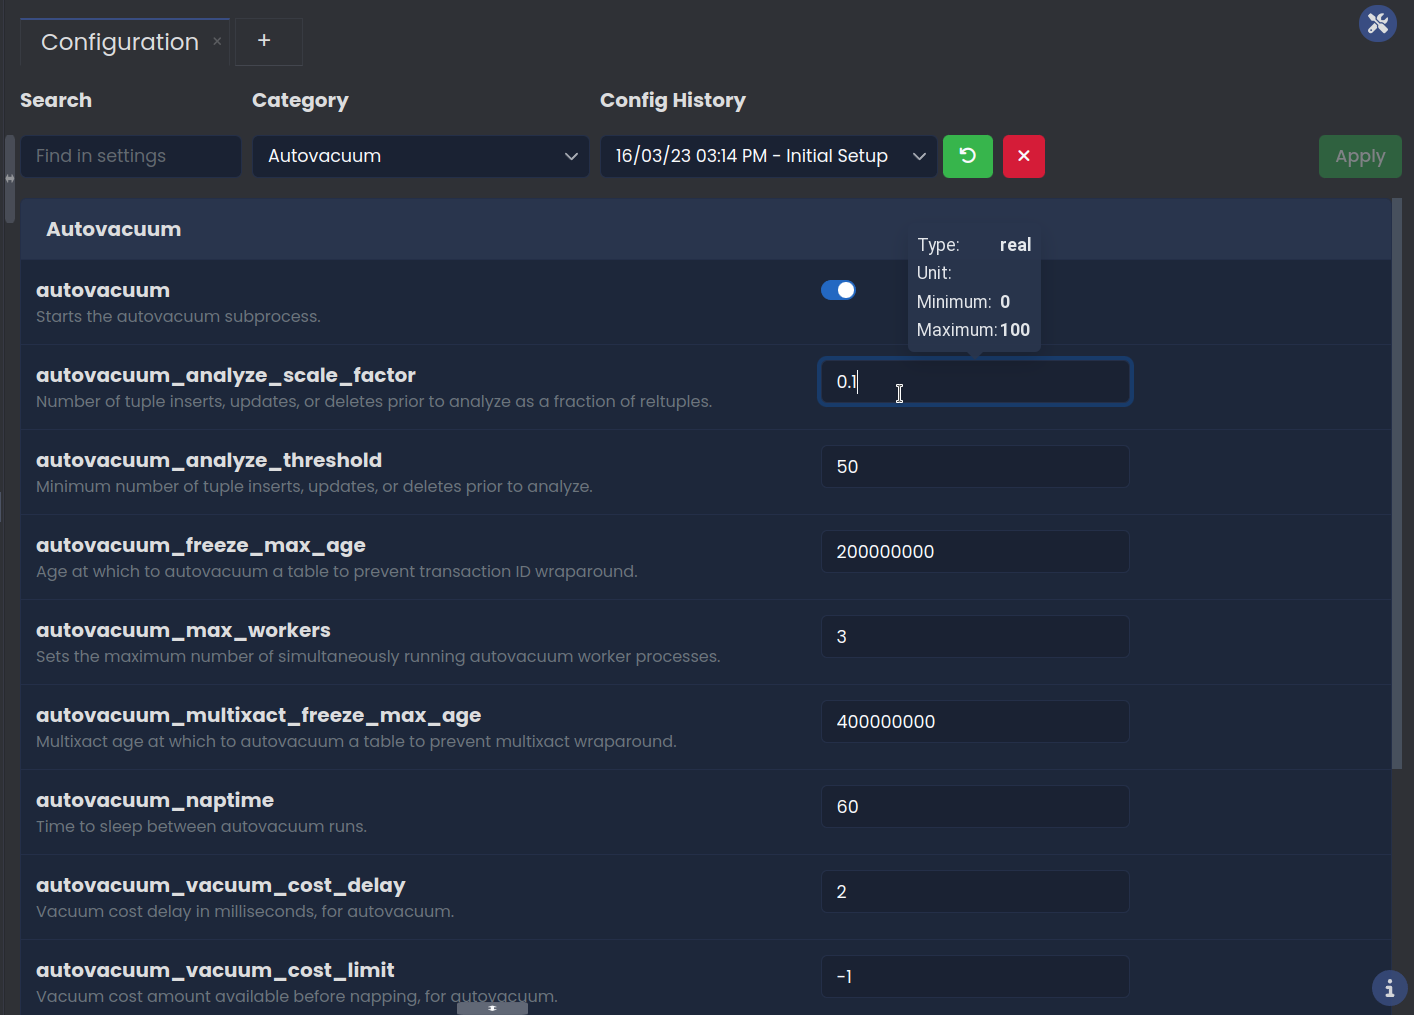 Configuration ×
+
Search
Category
Config History
Find in settings
Autovacuum
16/03/23 03:14 PM - Initial Setup
Apply
Autovacuum
Type: real
Unit:
Minimum: 0
Maximum: 100
autovacuum
Starts the autovacuum subprocess.
autovacuum_analyze_scale_factor
Number of tuple inserts, updates, or deletes prior to analyze as a fraction of reltuples.
0.1
autovacuum_analyze_threshold
Minimum number of tuple inserts, updates, or deletes prior to analyze.
50
autovacuum_freeze_max_age
Age at which to autovacuum a table to prevent transaction ID wraparound.
200000000
autovacuum_max_workers
Sets the maximum number of simultaneously running autovacuum worker processes.
3
autovacuum_multixact_freeze_max_age
Multixact age at which to autovacuum a table to prevent multixact wraparound.
400000000
autovacuum_naptime
Time to sleep between autovacuum runs.
60
autovacuum_vacuum_cost_delay
Vacuum cost delay in milliseconds, for autovacuum.
2
autovacuum_vacuum_cost_limit
Vacuum cost amount available before napping, for autovacuum.
-1